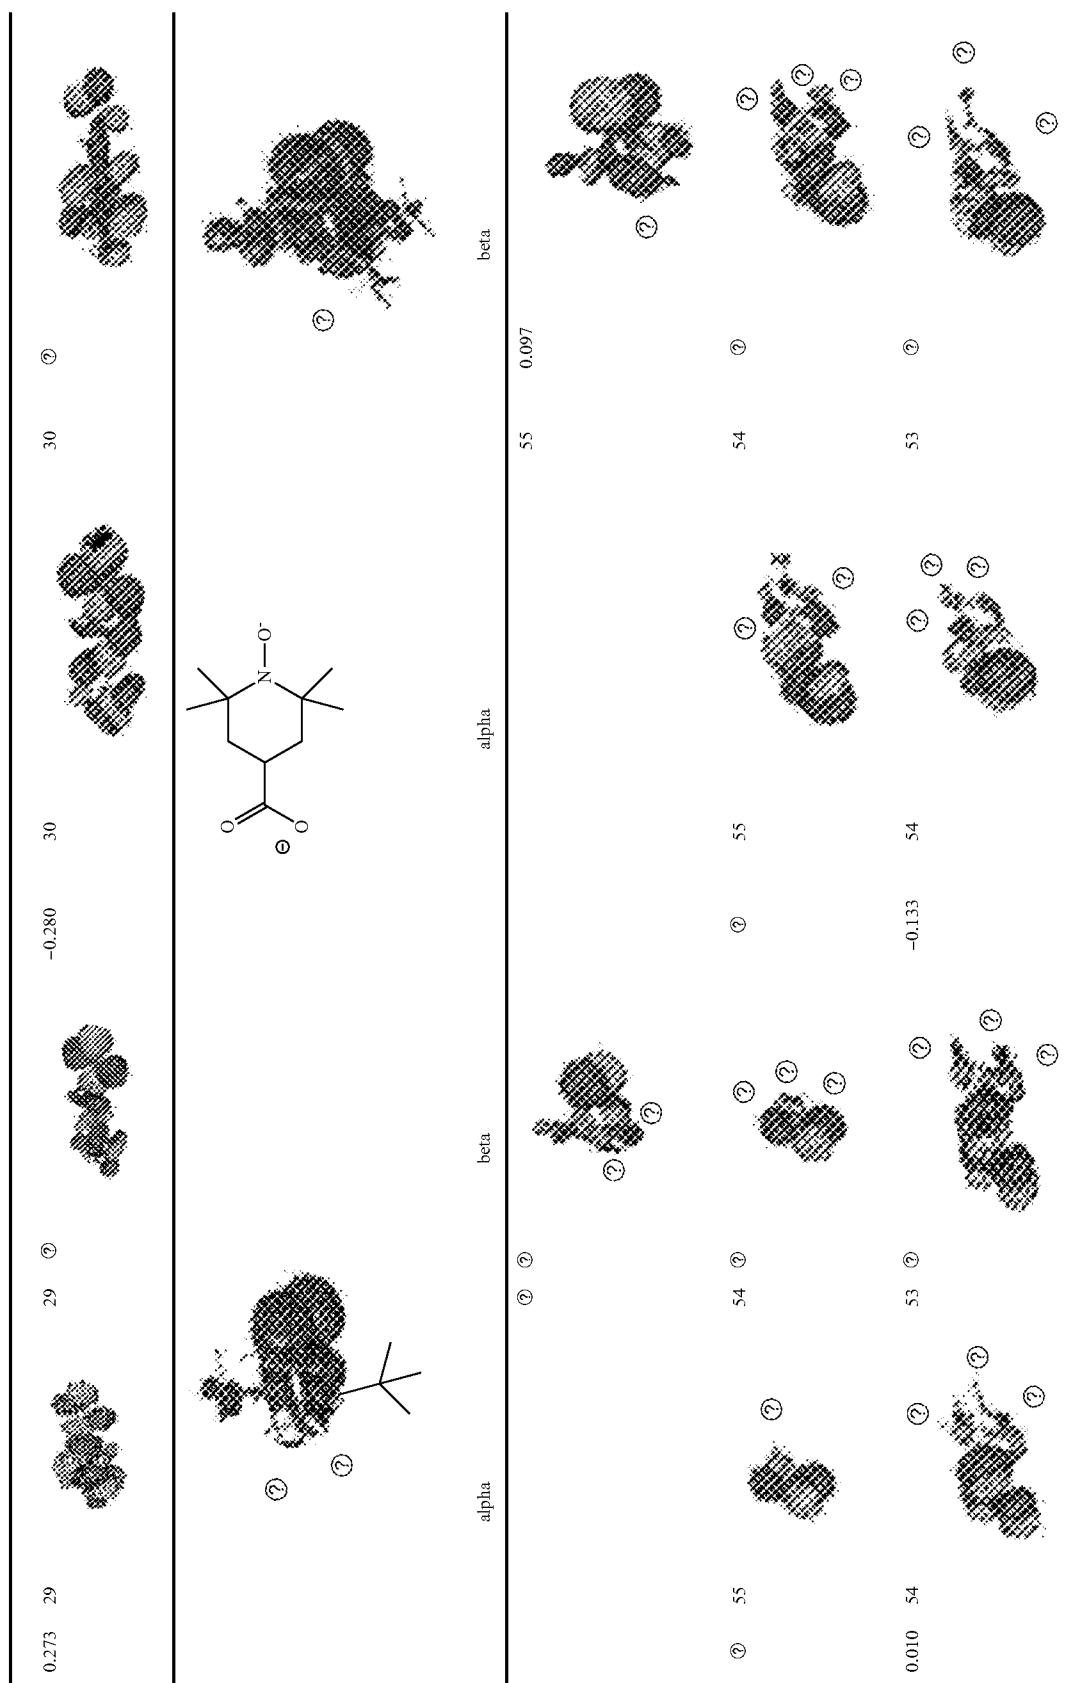 0.273 29 29 ? −0.280 30 30 ?
O
N O-
? ⊖ O
? ?
alpha beta alpha beta
? ? 55 0.097
? ? ?
? 55 54 ? ? 55 54 ?
? ? ? ? ? ? ?
? ?
0.010 54 53 ? −0.133 54 53 ?
? ? ? ? ? ?
? ? ? ?
? ? ?